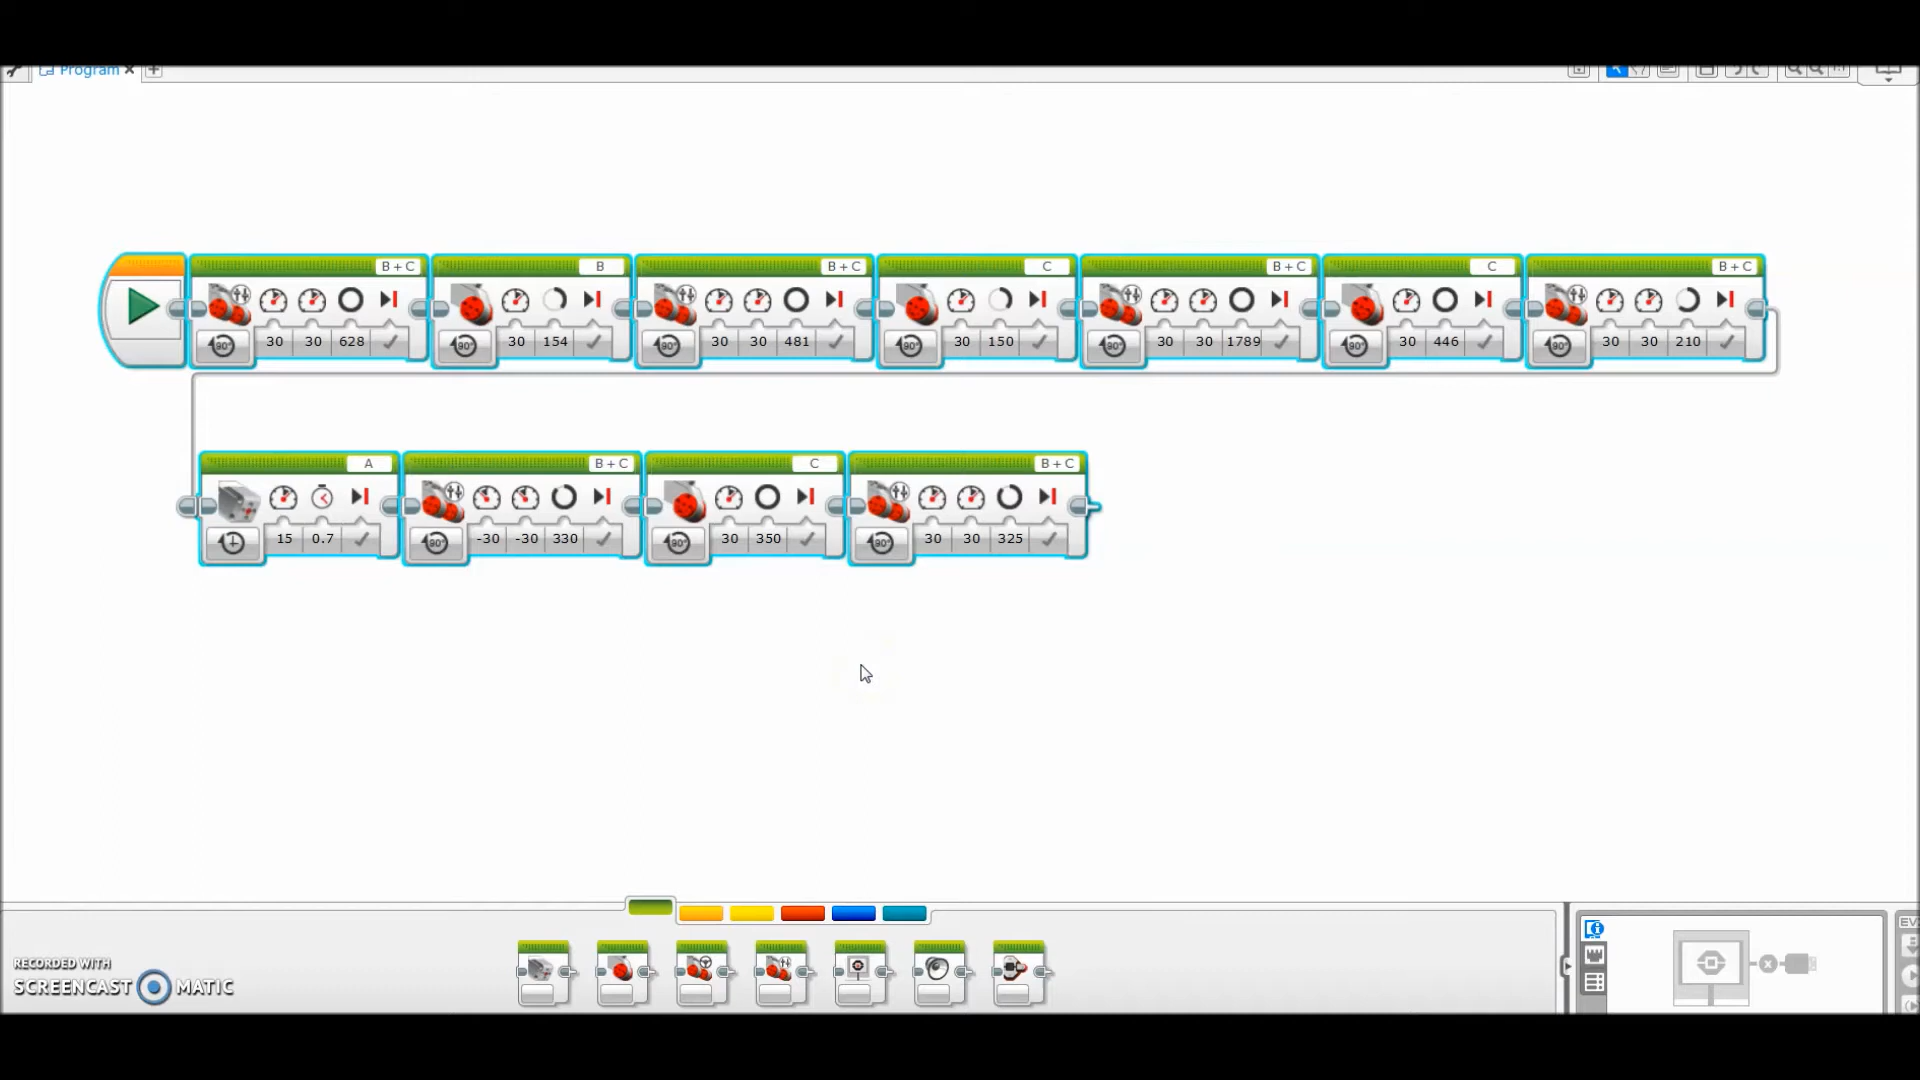 Program
B + C B B + C C B + C C B + C
30 30 628 30 154 30 30 481 30 150 30 30 1789 30 446 30 30 210
A B + C C B + C
15 0.7 -30 -30 330 30 350 30 30 325
RECORDED WITH
SCREENCAST MATIC